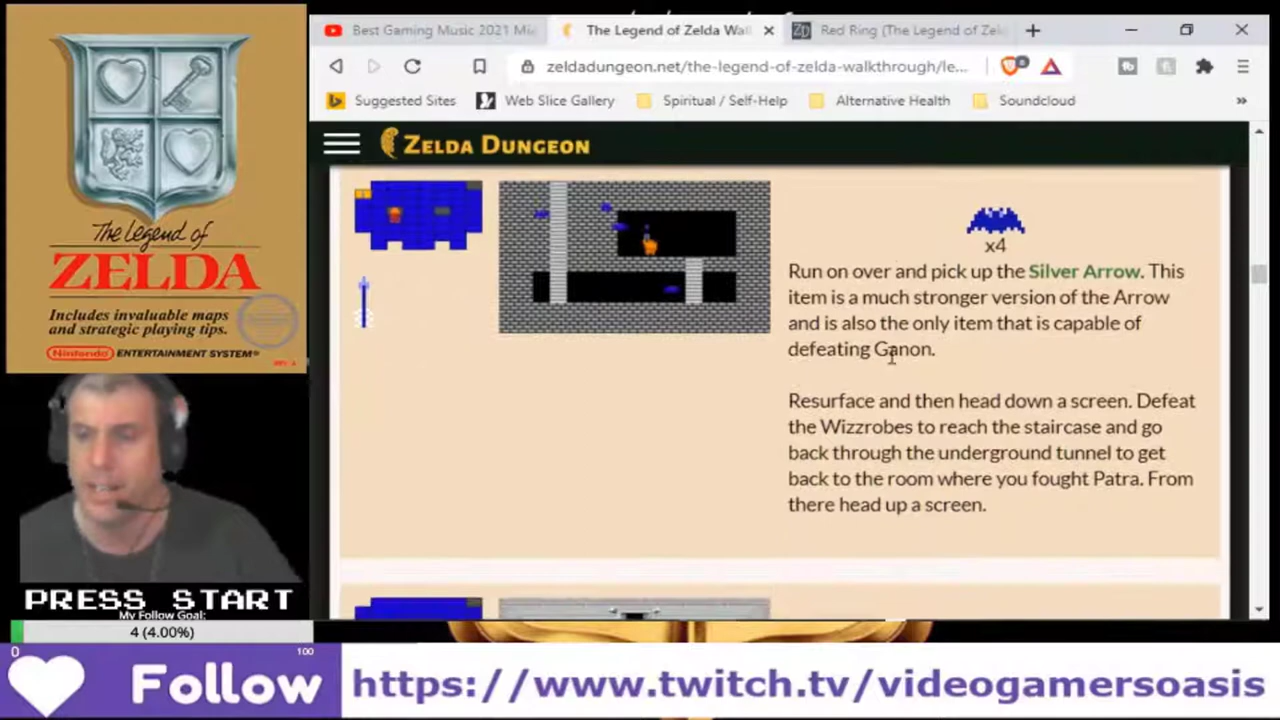 The Legend of
ZELDA
Includes invaluable maps
and strategic playing tips.
Nintendo ENTERTAINMENT SYSTEM®
PRESS START
My Follow Goal:
4 (4.00%)
0 100
Follow
https://www.twitch.tv/videogamersoasis
Best Gaming Music 2021 Mi
The Legend of Zelda Wal
Red Ring (The Legend of Zel
zeldadungeon.net/the-legend-of-zelda-walkthrough/le...
Suggested Sites
Web Slice Gallery
Spiritual / Self-Help
Alternative Health
Soundcloud
ZELDA DUNGEON
x4
Run on over and pick up the Silver Arrow. This
item is a much stronger version of the Arrow
and is also the only item that is capable of
defeating Ganon.
Resurface and then head down a screen. Defeat
the Wizzrobes to reach the staircase and go
back through the underground tunnel to get
back to the room where you fought Patra. From
there head up a screen.